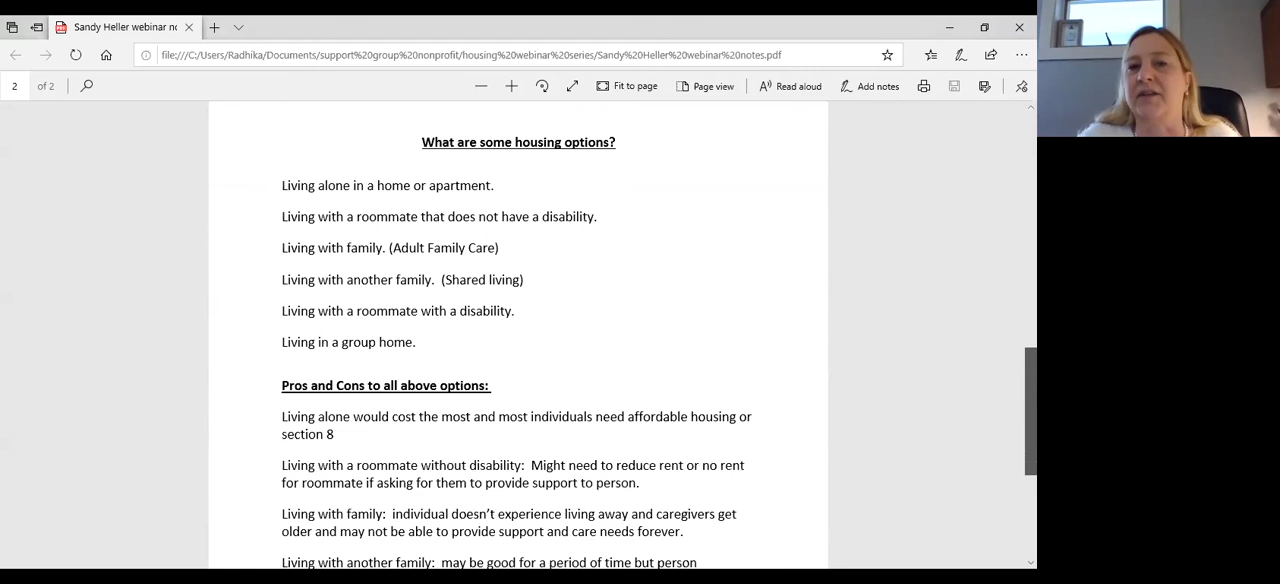 Sandy Heller webinar no
file:///C:/Users/Radhika/Documents/support%20group%20nonprofit/housing%20webinar%20series/Sandy%20Heller%20webinar%20notes.pdf
2 of 2
Fit to page
Page view
Read aloud
Add notes
What are some housing options?
Living alone in a home or apartment.
Living with a roommate that does not have a disability.
Living with family. (Adult Family Care)
Living with another family.  (Shared living)
Living with a roommate with a disability.
Living in a group home.
Pros and Cons to all above options:
Living alone would cost the most and most individuals need affordable housing or
section 8
Living with a roommate without disability:  Might need to reduce rent or no rent
for roommate if asking for them to provide support to person.
Living with family:  individual doesn't experience living away and caregivers get
older and may not be able to provide support and care needs forever.
Living with another family:  may be good for a period of time but person